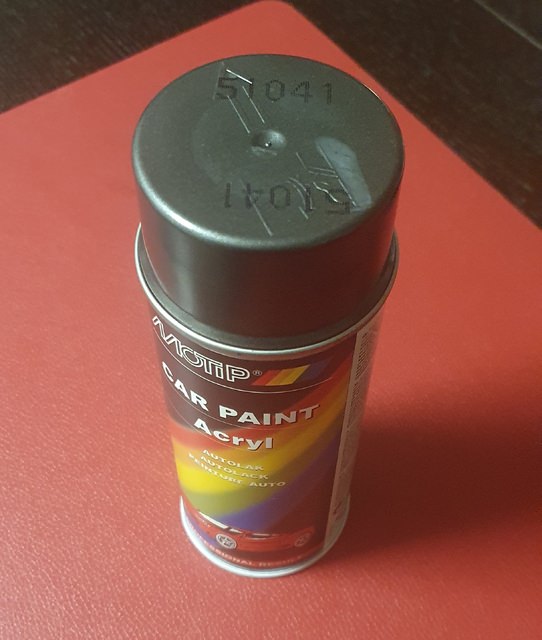 51041
51041
MOTIP®
CAR PAINT
Acryl
AUTOLAK
AUTOLACK
PEINTURE AUTO